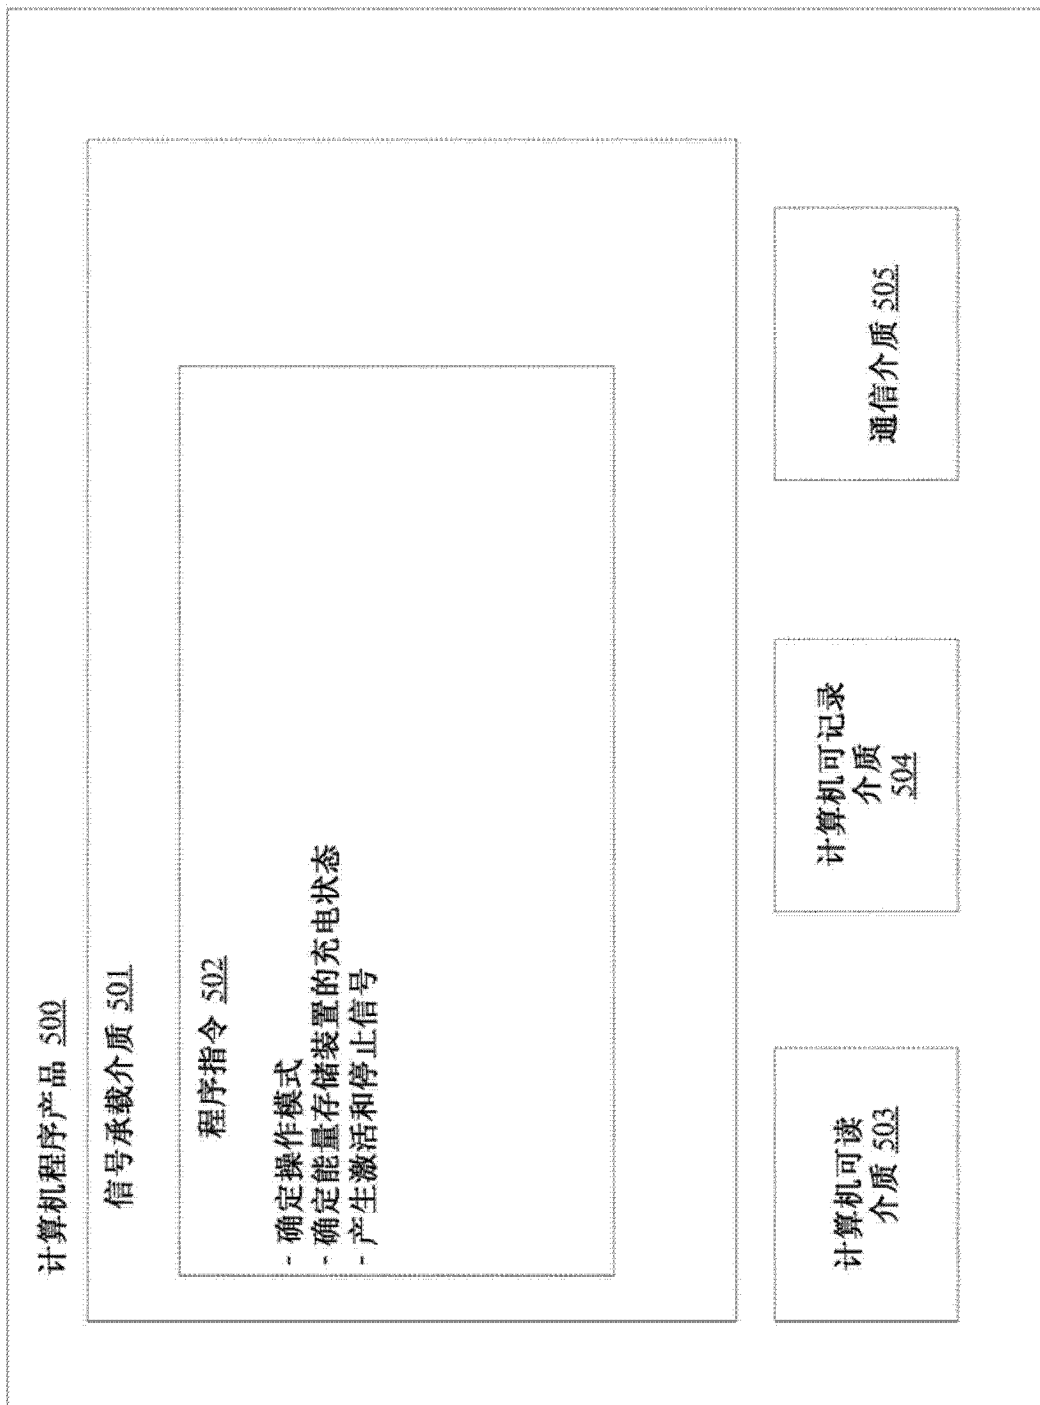 计算机程序产品 500
信号承载介质 501
程序指令 502
- 确定操作模式
- 确定能量存储装置的充电状态
- 产生激活和停止信号
计算机可读
介质 503
计算机可记录
介质
504
通信介质 505